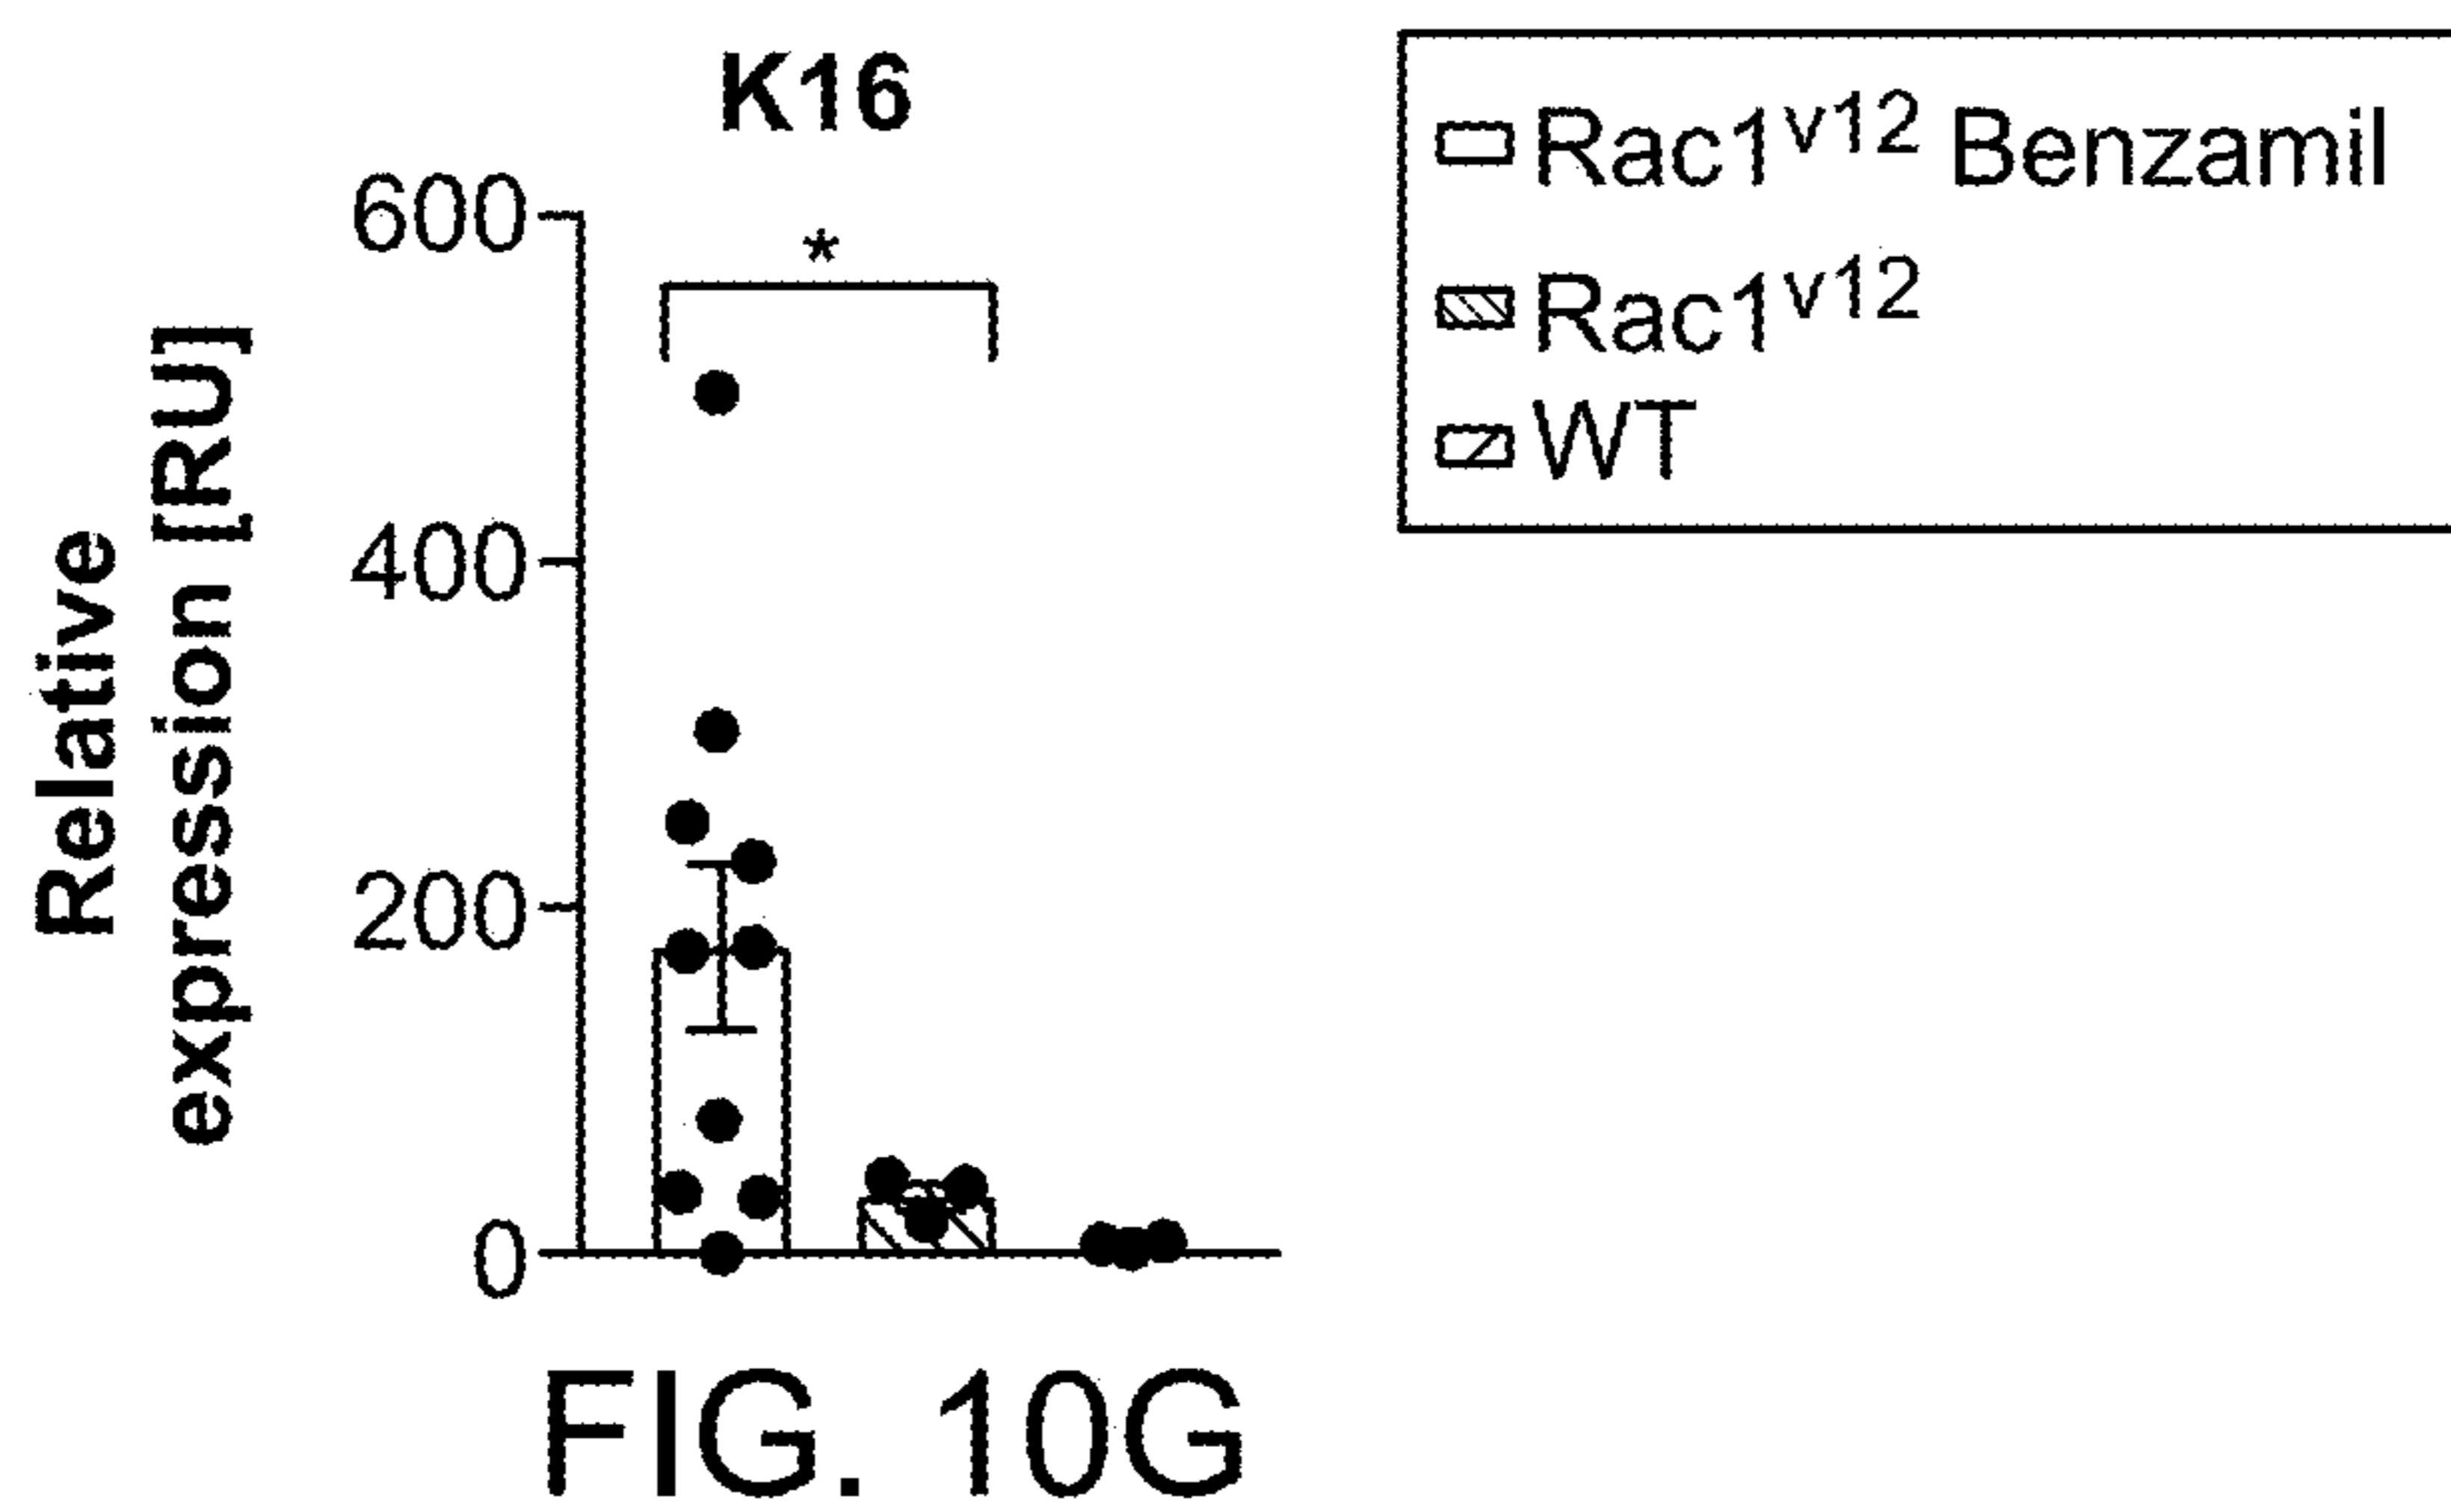 K16
Relative
expression [RU]
600
*
400
200
0
Rac1ᵛ¹² Benzamil
Rac1ᵛ¹²
WT
FIG. 10G